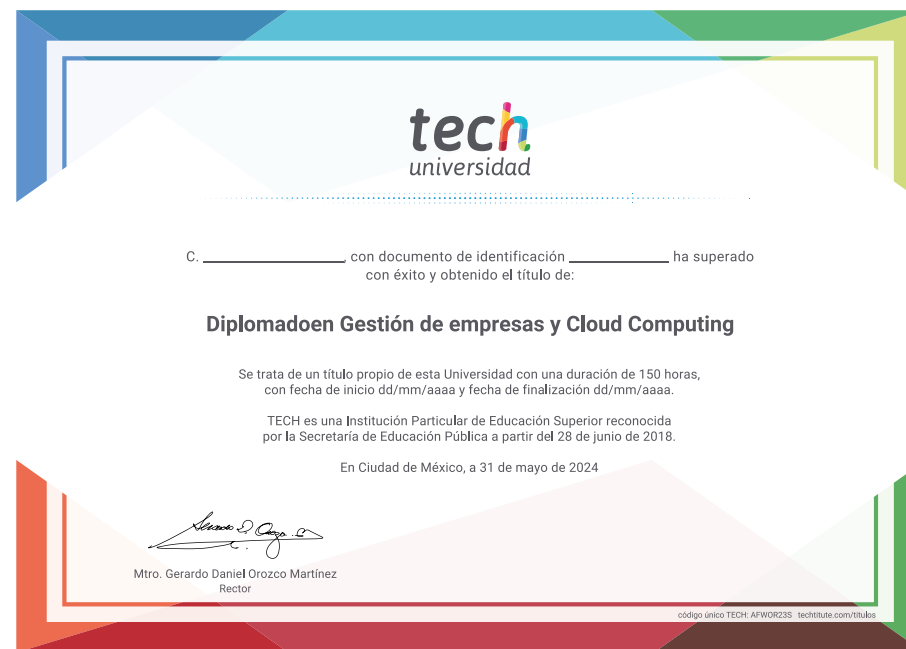 tech
universidad
C. ____________, con documento de identificación _________ ha superado
con éxito y obtenido el título de:
Diplomadoen Gestión de empresas y Cloud Computing
Se trata de un título propio de esta Universidad con una duración de 150 horas,
con fecha de inicio dd/mm/aaaa y fecha de finalización dd/mm/aaaa.
TECH es una Institución Particular de Educación Superior reconocida
por la Secretaría de Educación Pública a partir del 28 de junio de 2018.
En Ciudad de México, a 31 de mayo de 2024
Mtro. Gerardo Daniel Orozco Martínez
Rector
código único TECH: AFWOR23S techtitute.com/titulos